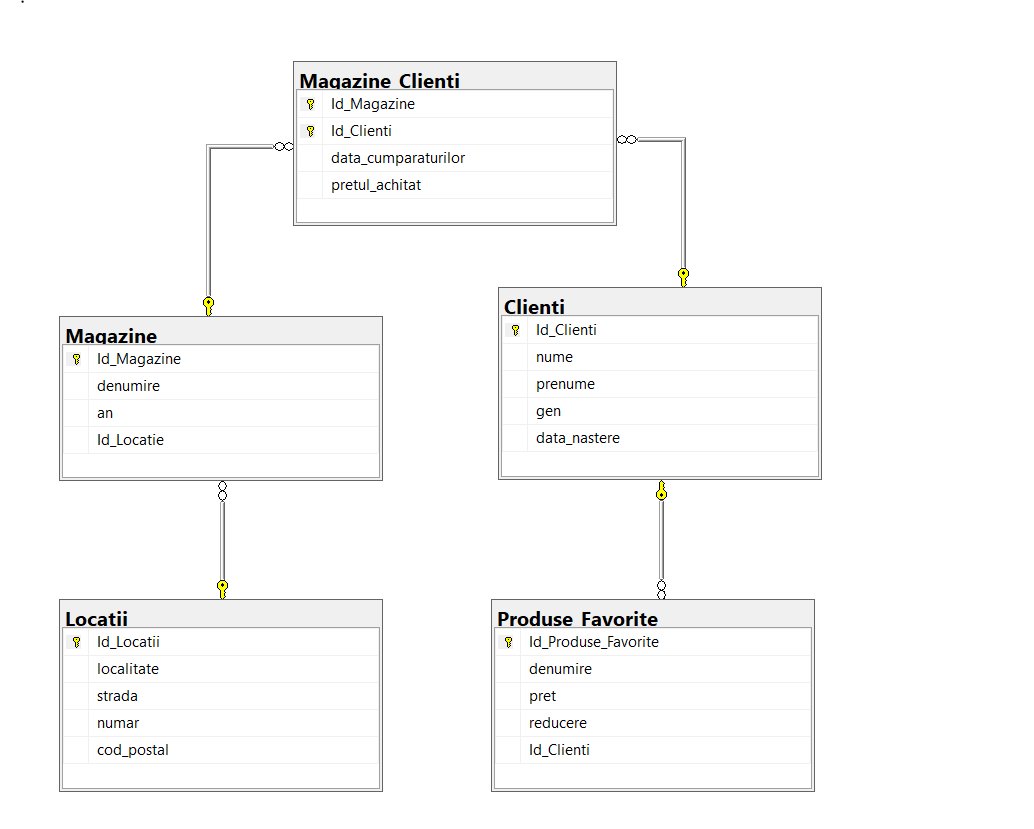 Magazine_Clienti
Id_Magazine
Id_Clienti
data_cumparaturilor
pretul_achitat
Magazine
Id_Magazine
denumire
an
Id_Locatie
Clienti
Id_Clienti
nume
prenume
gen
data_nastere
Locatii
Id_Locatii
localitate
strada
numar
cod_postal
Produse_Favorite
Id_Produse_Favorite
denumire
pret
reducere
Id_Clienti